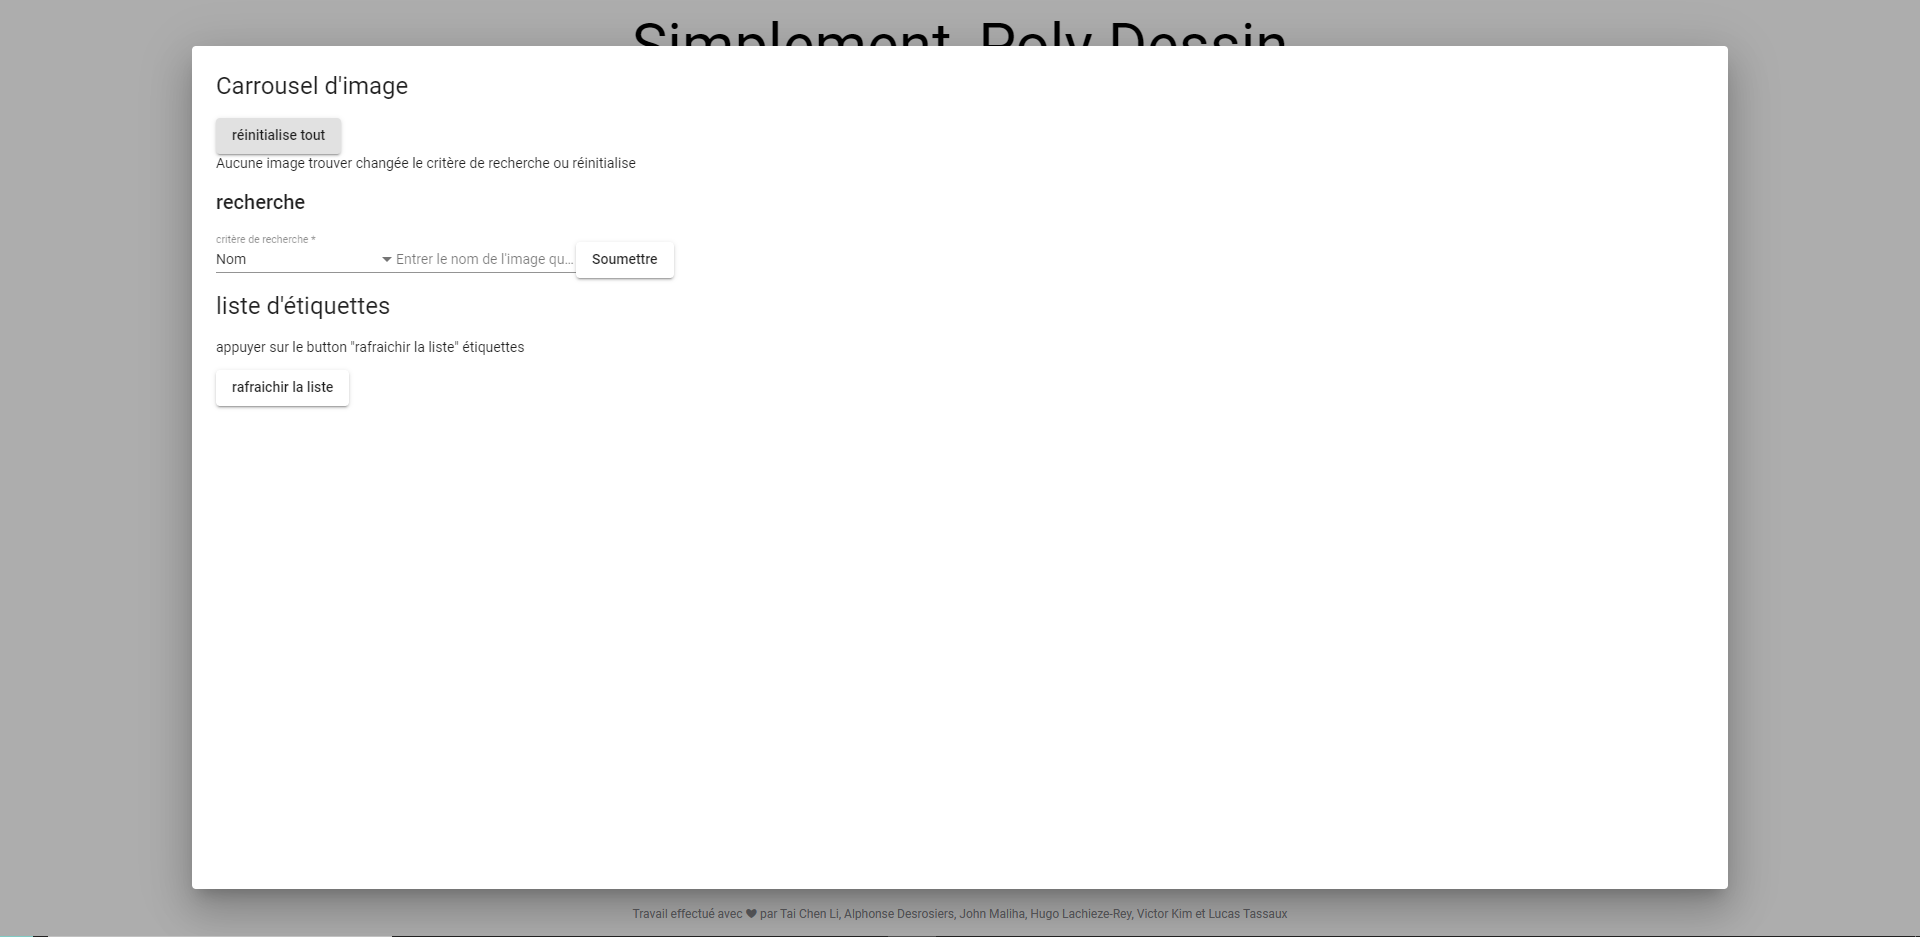 Simplement, Poly Dessin
Carrousel d'image
réinitialise tout
Aucune image trouver changée le critère de recherche ou réinitialise
recherche
critère de recherche *
Nom
Entrer le nom de l'image qu...
Soumettre
liste d'étiquettes
appuyer sur le button "rafraichir la liste" étiquettes
rafraichir la liste
Travail effectué avec ♥ par Tai Chen Li, Alphonse Desrosiers, John Maliha, Hugo Lachieze-Rey, Victor Kim et Lucas Tassaux